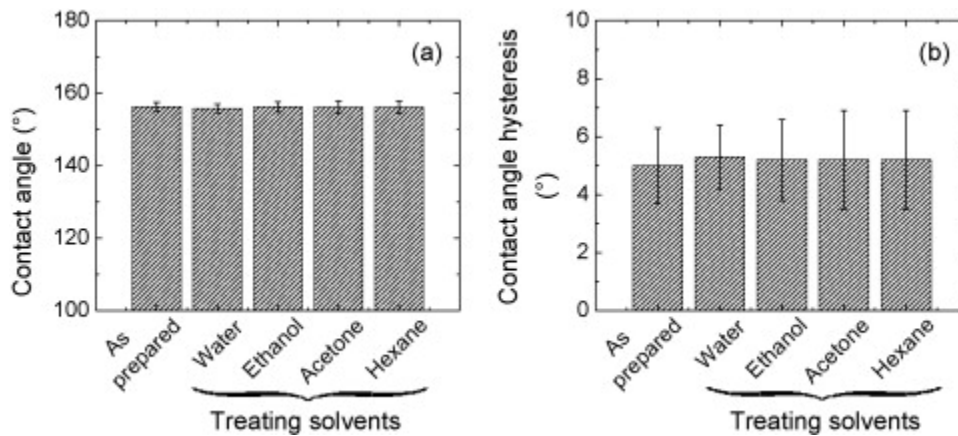 180
160
140
120
100
Contact angle (°)
(a)
As
prepared
Water
Ethanol
Acetone
Hexane
Treating solvents
10
8
6
4
2
0
Contact angle hysteresis
(°)
(b)
As
prepared
Water
Ethanol
Acetone
Hexane
Treating solvents